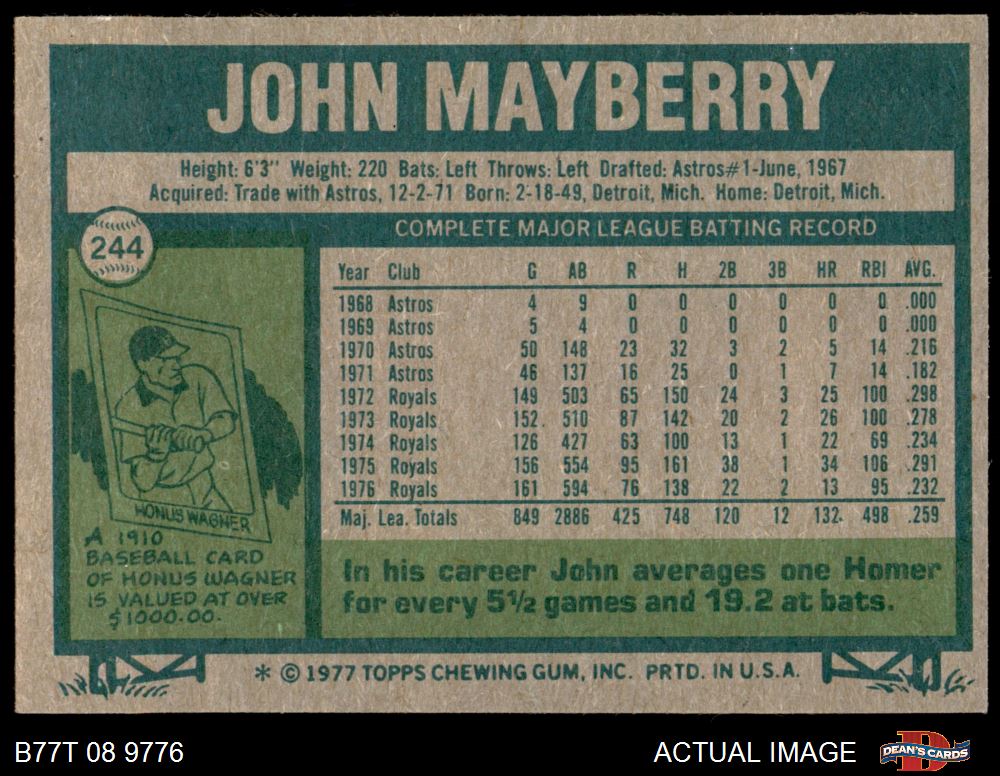 JOHN MAYBERRY
Height: 6'3" Weight: 220 Bats: Left Throws: Left Drafted: Astros#1-June, 1967
Acquired: Trade with Astros, 12-2-71 Born: 2-18-49, Detroit, Mich. Home: Detroit, Mich.
244
COMPLETE MAJOR LEAGUE BATTING RECORD
Year Club G AB R H 2B 3B HR RBI AVG.
1968 Astros 4 9 0 0 0 0 0 0 .000
1969 Astros 5 4 0 0 0 0 0 0 .000
1970 Astros 50 148 23 32 3 2 5 14 .216
1971 Astros 46 137 16 25 0 1 7 14 .182
1972 Royals 149 503 65 150 24 3 25 100 .298
1973 Royals 152 510 87 142 20 2 26 100 .278
1974 Royals 126 427 63 100 13 1 22 69 .234
1975 Royals 156 554 95 161 38 1 34 106 .291
1976 Royals 161 594 76 138 22 2 13 95 .232
Maj. Lea. Totals 849 2886 425 748 120 12 132 498 .259
HONUS WAGNER
A 1910
BASEBALL CARD
OF HONUS WAGNER
IS VALUED AT OVER
$1000.00.
In his career John averages one Homer
for every 5½ games and 19.2 at bats.
* © 1977 TOPPS CHEWING GUM, INC. PRTD. IN U.S.A.
B77T 08 9776
ACTUAL IMAGE
D
DEAN'S CARDS